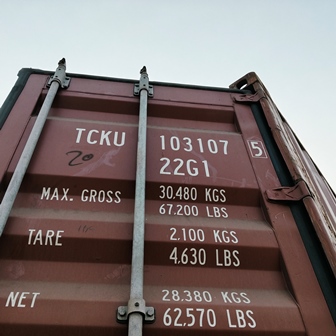 TCKU 103107 5
20
22G1
MAX. GROSS 30.480 KGS
67.200 LBS
TARE 2.100 KGS
4.630 LBS
NET 28.380 KGS
62.570 LBS